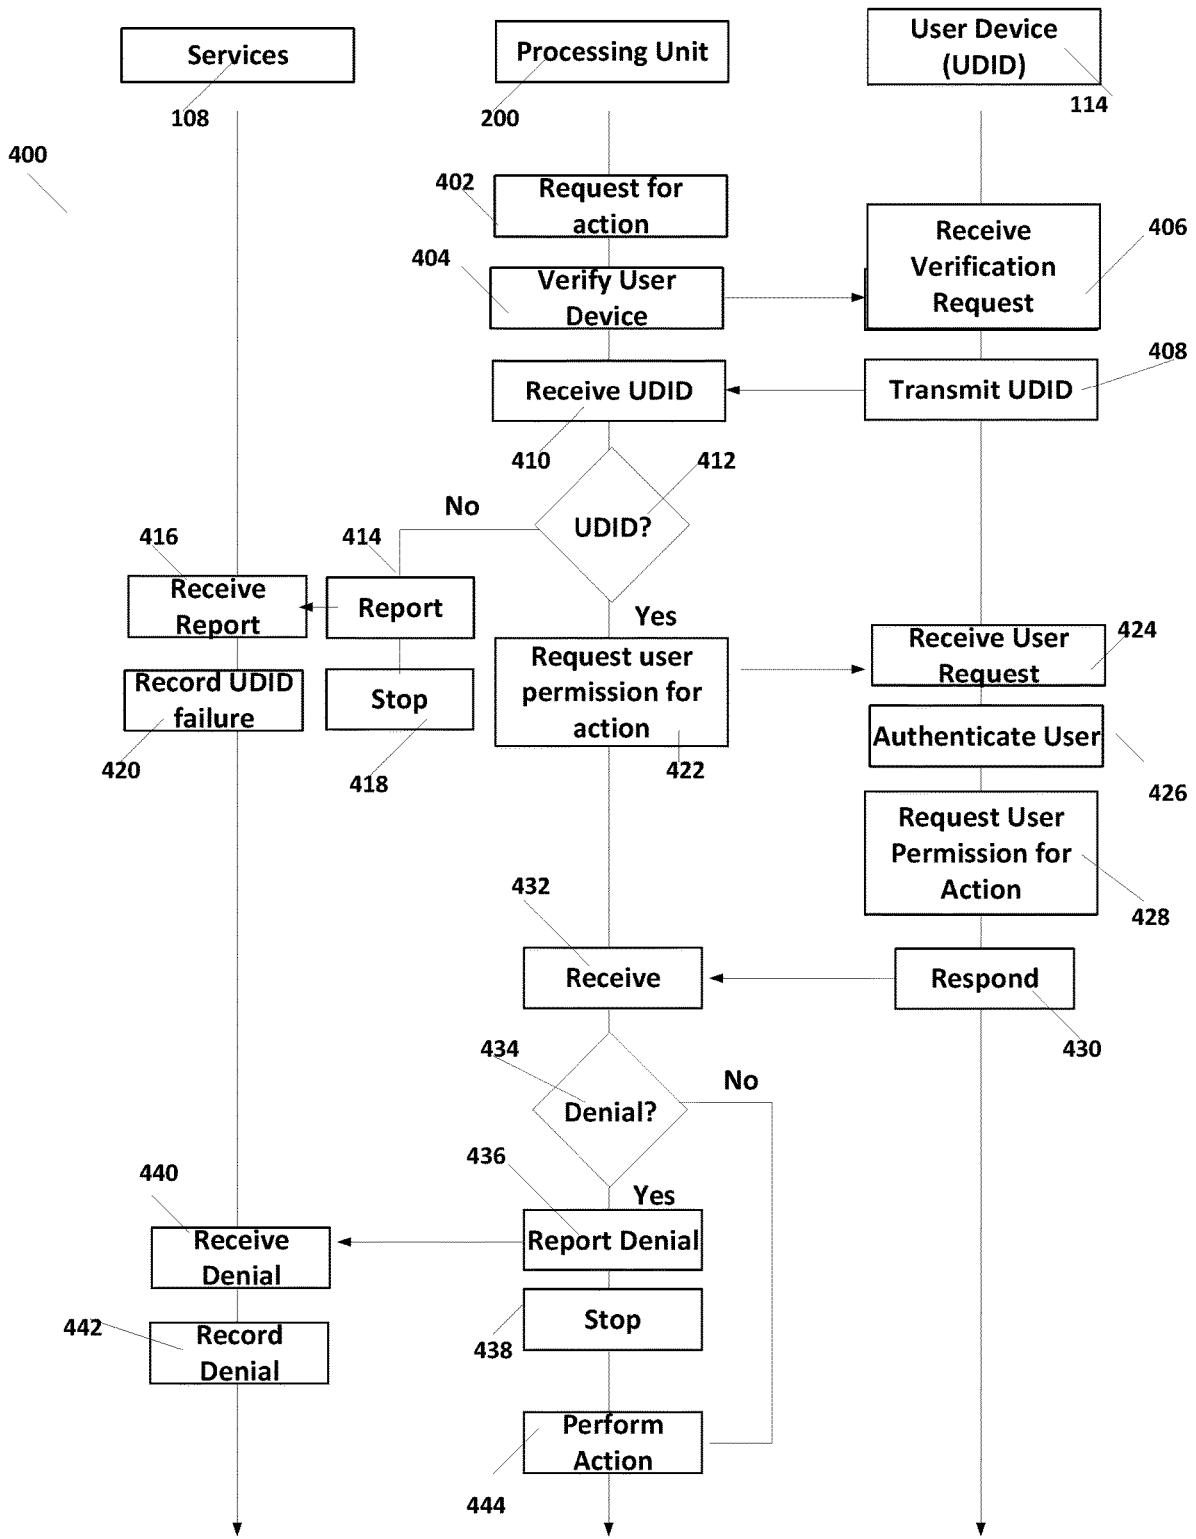 Services
Processing Unit
User Device
(UDID)
108
200
114
400
402
Request for
action
404
Verify User
Device
Receive
Verification
Request
406
Receive UDID
Transmit UDID
408
410
412
UDID?
No
Yes
414
416
Receive
Report
Report
Record UDID
failure
Stop
420
418
Request user
permission for
action
422
Receive User
Request
424
Authenticate User
426
Request User
Permission for
Action
428
432
Receive
Respond
430
434
Denial?
No
Yes
436
Report Denial
440
Receive
Denial
Stop
438
442
Record
Denial
Perform
Action
444